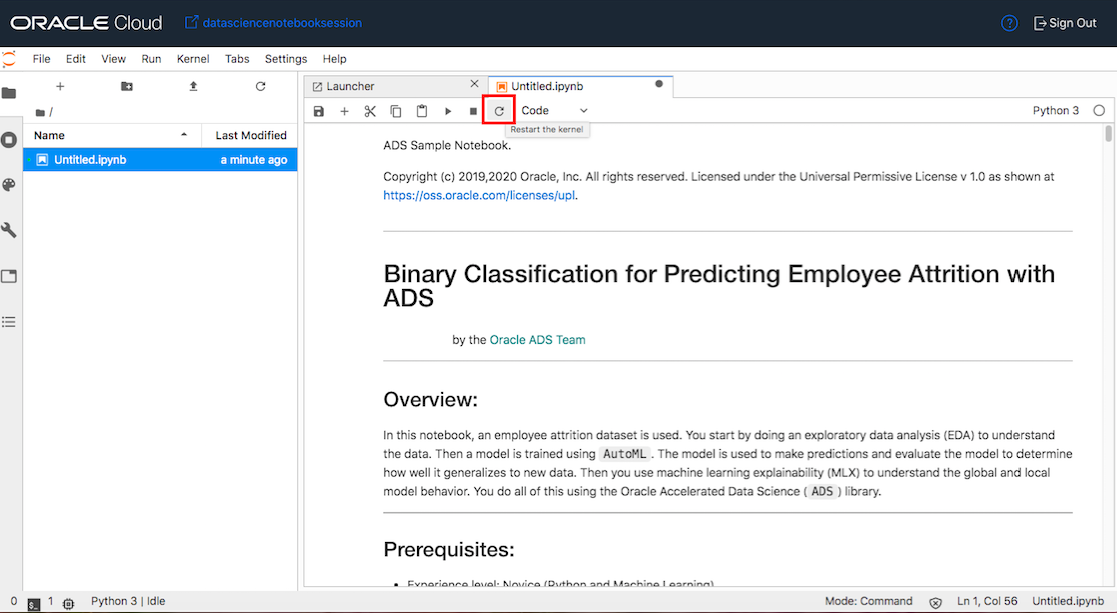 ORACLE Cloud
datasciencenotebooksession
? Sign Out
File Edit View Run Kernel Tabs Settings Help
Launcher
Untitled.ipynb
Code
Python 3
Restart the kernel
/
Name Last Modified
Untitled.ipynb a minute ago
ADS Sample Notebook.
Copyright (c) 2019,2020 Oracle, Inc. All rights reserved. Licensed under the Universal Permissive License v 1.0 as shown at
https://oss.oracle.com/licenses/upl.
Binary Classification for Predicting Employee Attrition with
ADS
by the Oracle ADS Team
Overview:
In this notebook, an employee attrition dataset is used. You start by doing an exploratory data analysis (EDA) to understand
the data. Then a model is trained using AutoML. The model is used to make predictions and evaluate the model to determine
how well it generalizes to new data. Then you use machine learning explainability (MLX) to understand the global and local
model behavior. You do all of this using the Oracle Accelerated Data Science (ADS) library.
Prerequisites:
Experience level: Novice (Python and Machine Learning)
0 1 Python 3 | Idle Mode: Command Ln 1, Col 56 Untitled.ipynb